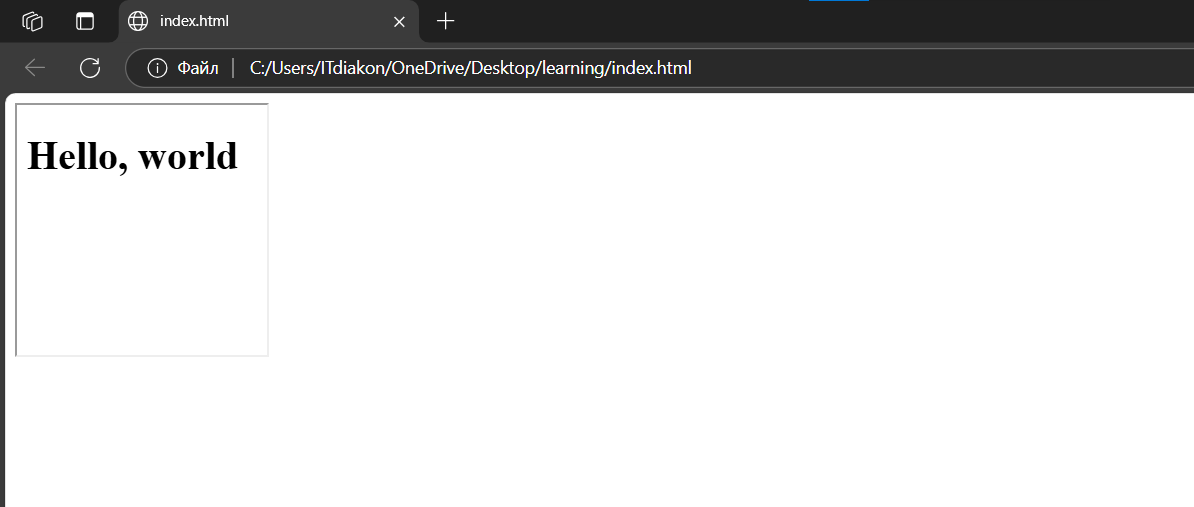 index.html
Файл
C:/Users/ITdiakon/OneDrive/Desktop/learning/index.html
Hello, world